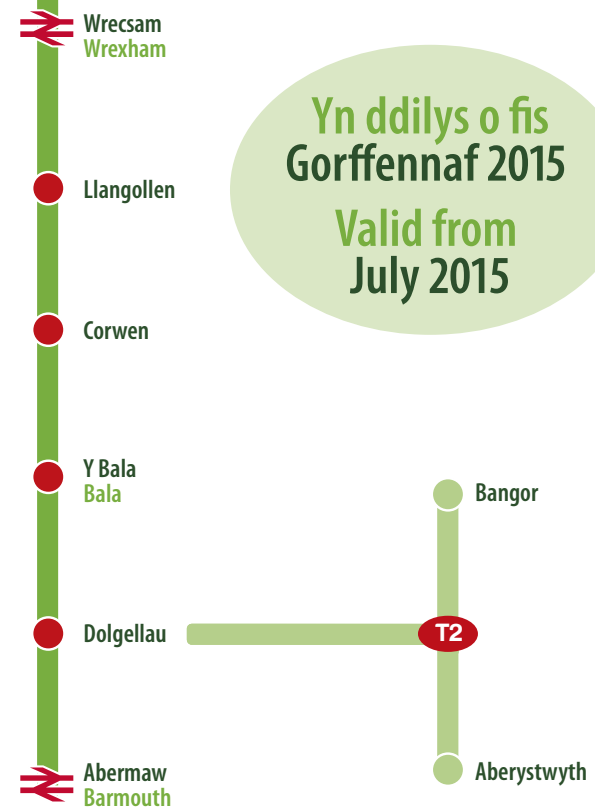 Wrecsam
Wrexham
Yn ddilys o fis
Gorffennaf 2015
Valid from
July 2015
Llangollen
Corwen
Y Bala
Bala
Bangor
Dolgellau
T2
Abermaw
Barmouth
Aberystwyth